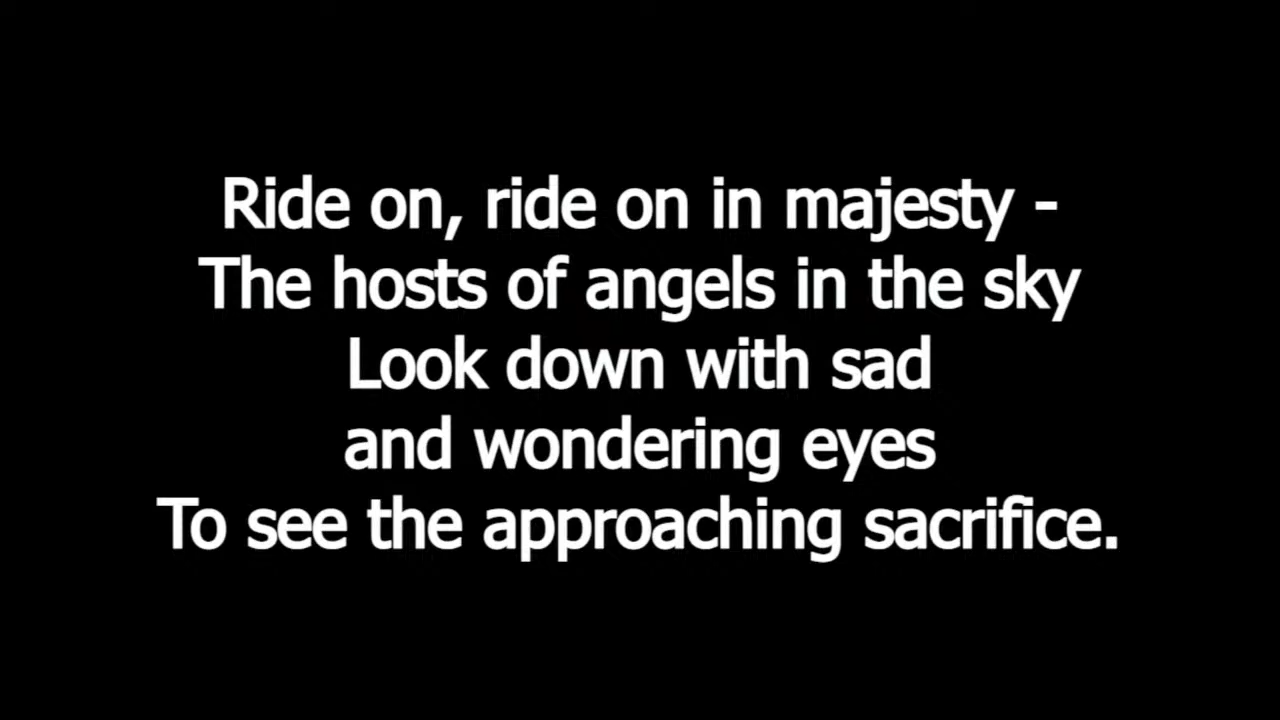 Ride on, ride on in majesty -
The hosts of angels in the sky
Look down with sad
and wondering eyes
To see the approaching sacrifice.